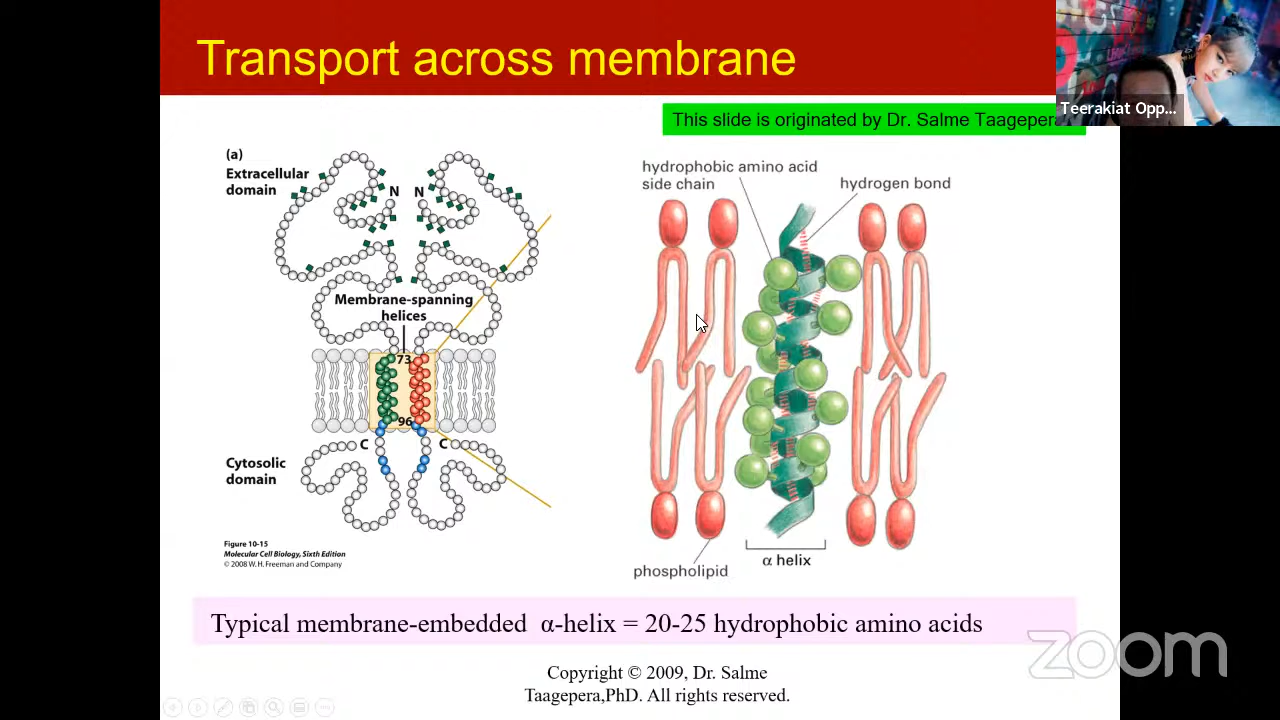 Transport across membrane
Teerakiat Opp...
This slide is originated by Dr. Salme Taagepera
(a)
Extracellular
domain
N N
Membrane-spanning
helices
73
96
C C
Cytosolic
domain
Figure 10-15
Molecular Cell Biology, Sixth Edition
© 2008 W. H. Freeman and Company
hydrophobic amino acid
side chain
hydrogen bond
α helix
phospholipid
Typical membrane-embedded α-helix = 20-25 hydrophobic amino acids
zoom
Copyright © 2009, Dr. Salme
Taagepera,PhD. All rights reserved.